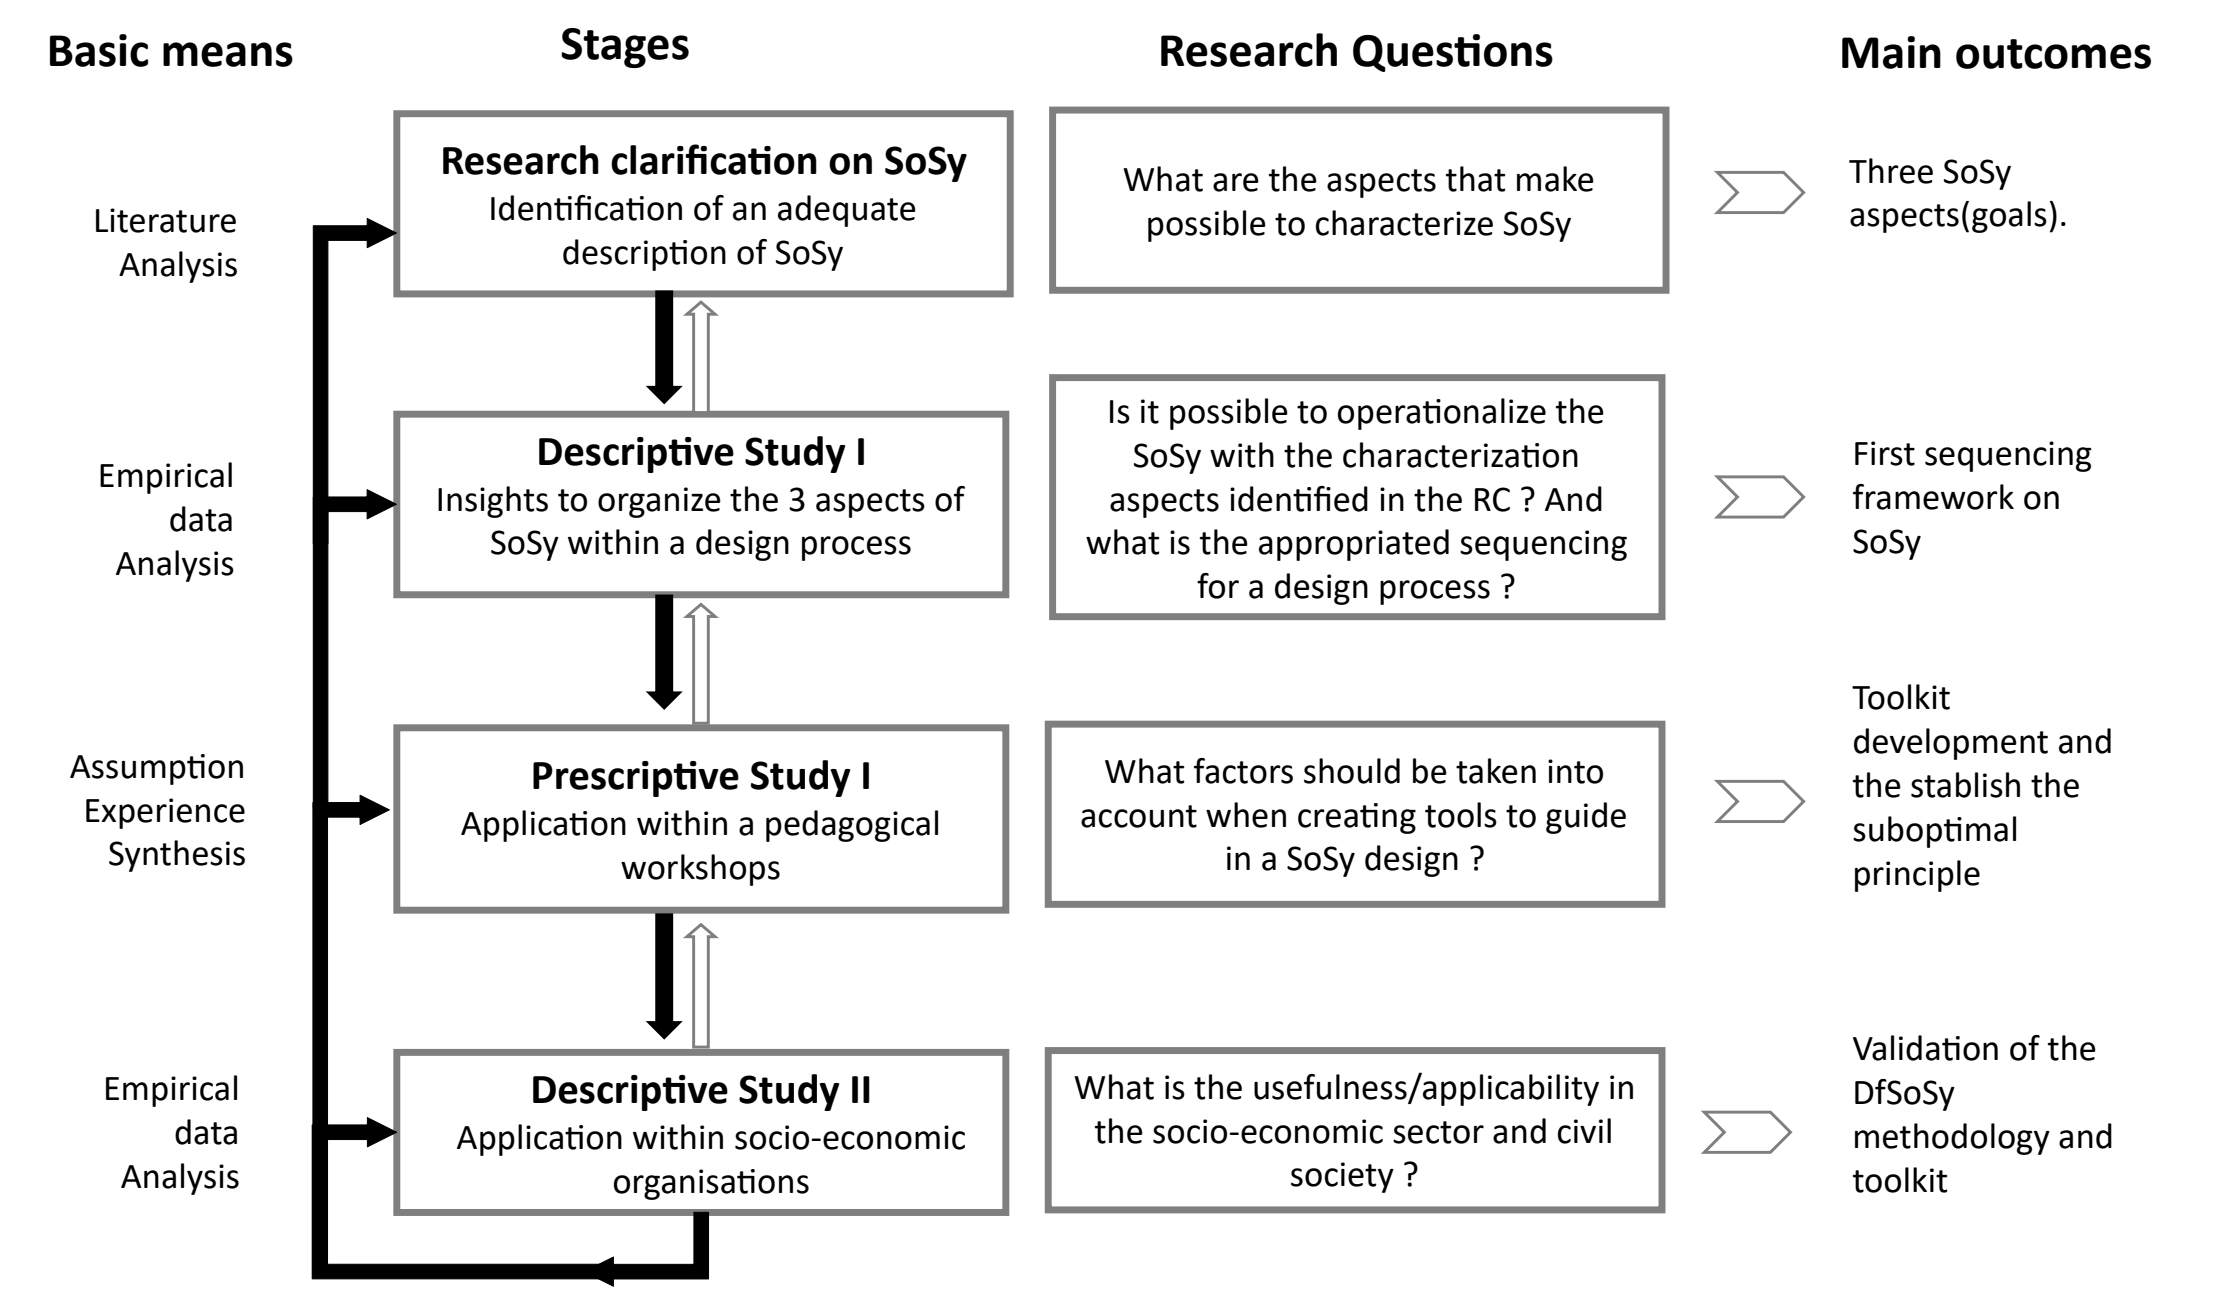 Basic means
Stages
Research Questions
Main outcomes
Literature
Analysis
Research clarification on SoSy
Identification of an adequate
description of SoSy
What are the aspects that make
possible to characterize SoSy
Three SoSy
aspects(goals).
Empirical
data
Analysis
Descriptive Study I
Insights to organize the 3 aspects of
SoSy within a design process
Is it possible to operationalize the
SoSy with the characterization
aspects identified in the RC ? And
what is the appropriated sequencing
for a design process ?
First sequencing
framework on
SoSy
Assumption
Experience
Synthesis
Prescriptive Study I
Application within a pedagogical
workshops
What factors should be taken into
account when creating tools to guide
in a SoSy design ?
Toolkit
development and
the stablish the
suboptimal
principle
Empirical
data
Analysis
Descriptive Study II
Application within socio-economic
organisations
What is the usefulness/applicability in
the socio-economic sector and civil
society ?
Validation of the
DfSoSy
methodology and
toolkit